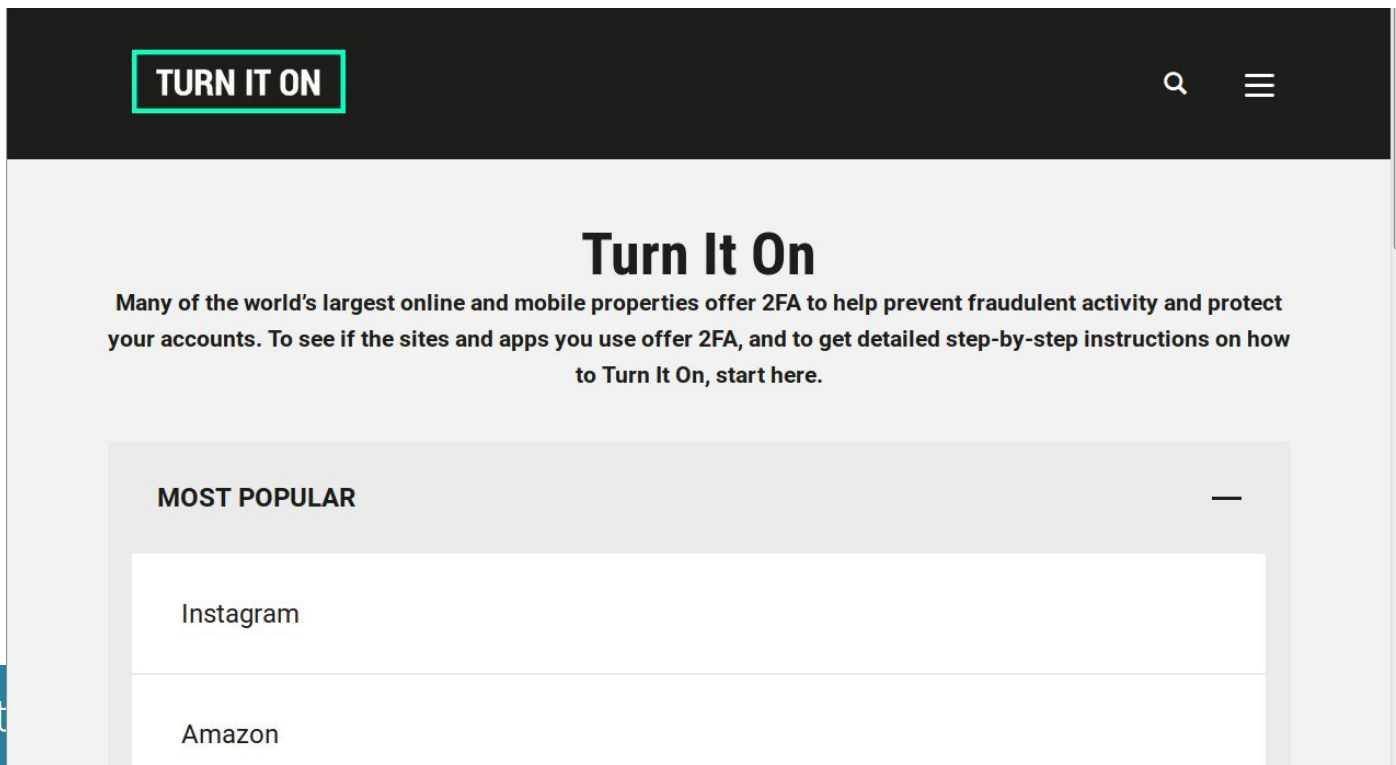 TURN IT ON
Turn It On
Many of the world’s largest online and mobile properties offer 2FA to help prevent fraudulent activity and protect
your accounts. To see if the sites and apps you use offer 2FA, and to get detailed step-by-step instructions on how
to Turn It On, start here.
MOST POPULAR
Instagram
Amazon
t